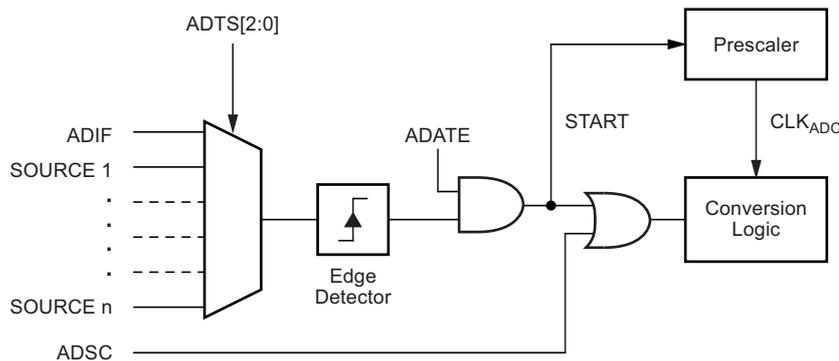 ADTS[2:0]
Prescaler
ADIF
SOURCE 1
.
.
.
.
SOURCE n
ADSC
Edge
Detector
ADATE
START
CLKADC
Conversion
Logic